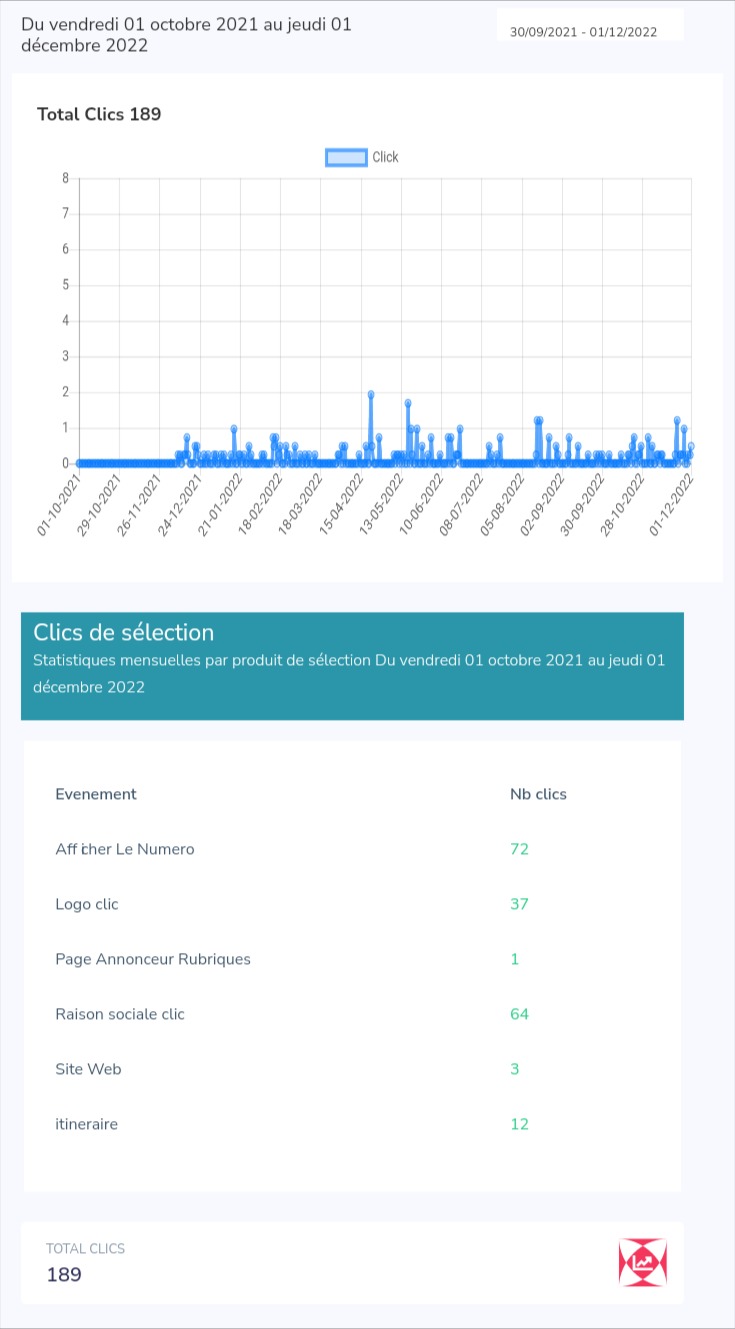 Du vendredi 01 octobre 2021 au jeudi 01
décembre 2022
30/09/2021 - 01/12/2022
Total Clics 189
Click
8
7
6
5
4
3
2
1
0
01-10-2021
29-10-2021
26-11-2021
24-12-2021
21-01-2022
18-02-2022
18-03-2022
15-04-2022
13-05-2022
10-06-2022
08-07-2022
05-08-2022
02-09-2022
30-09-2022
28-10-2022
01-12-2022
Clics de sélection
Statistiques mensuelles par produit de sélection Du vendredi 01 octobre 2021 au jeudi 01
décembre 2022
Evenement Nb clics
Afficher Le Numero 72
Logo clic 37
Page Annonceur Rubriques 1
Raison sociale clic 64
Site Web 3
itineraire 12
TOTAL CLICS
189